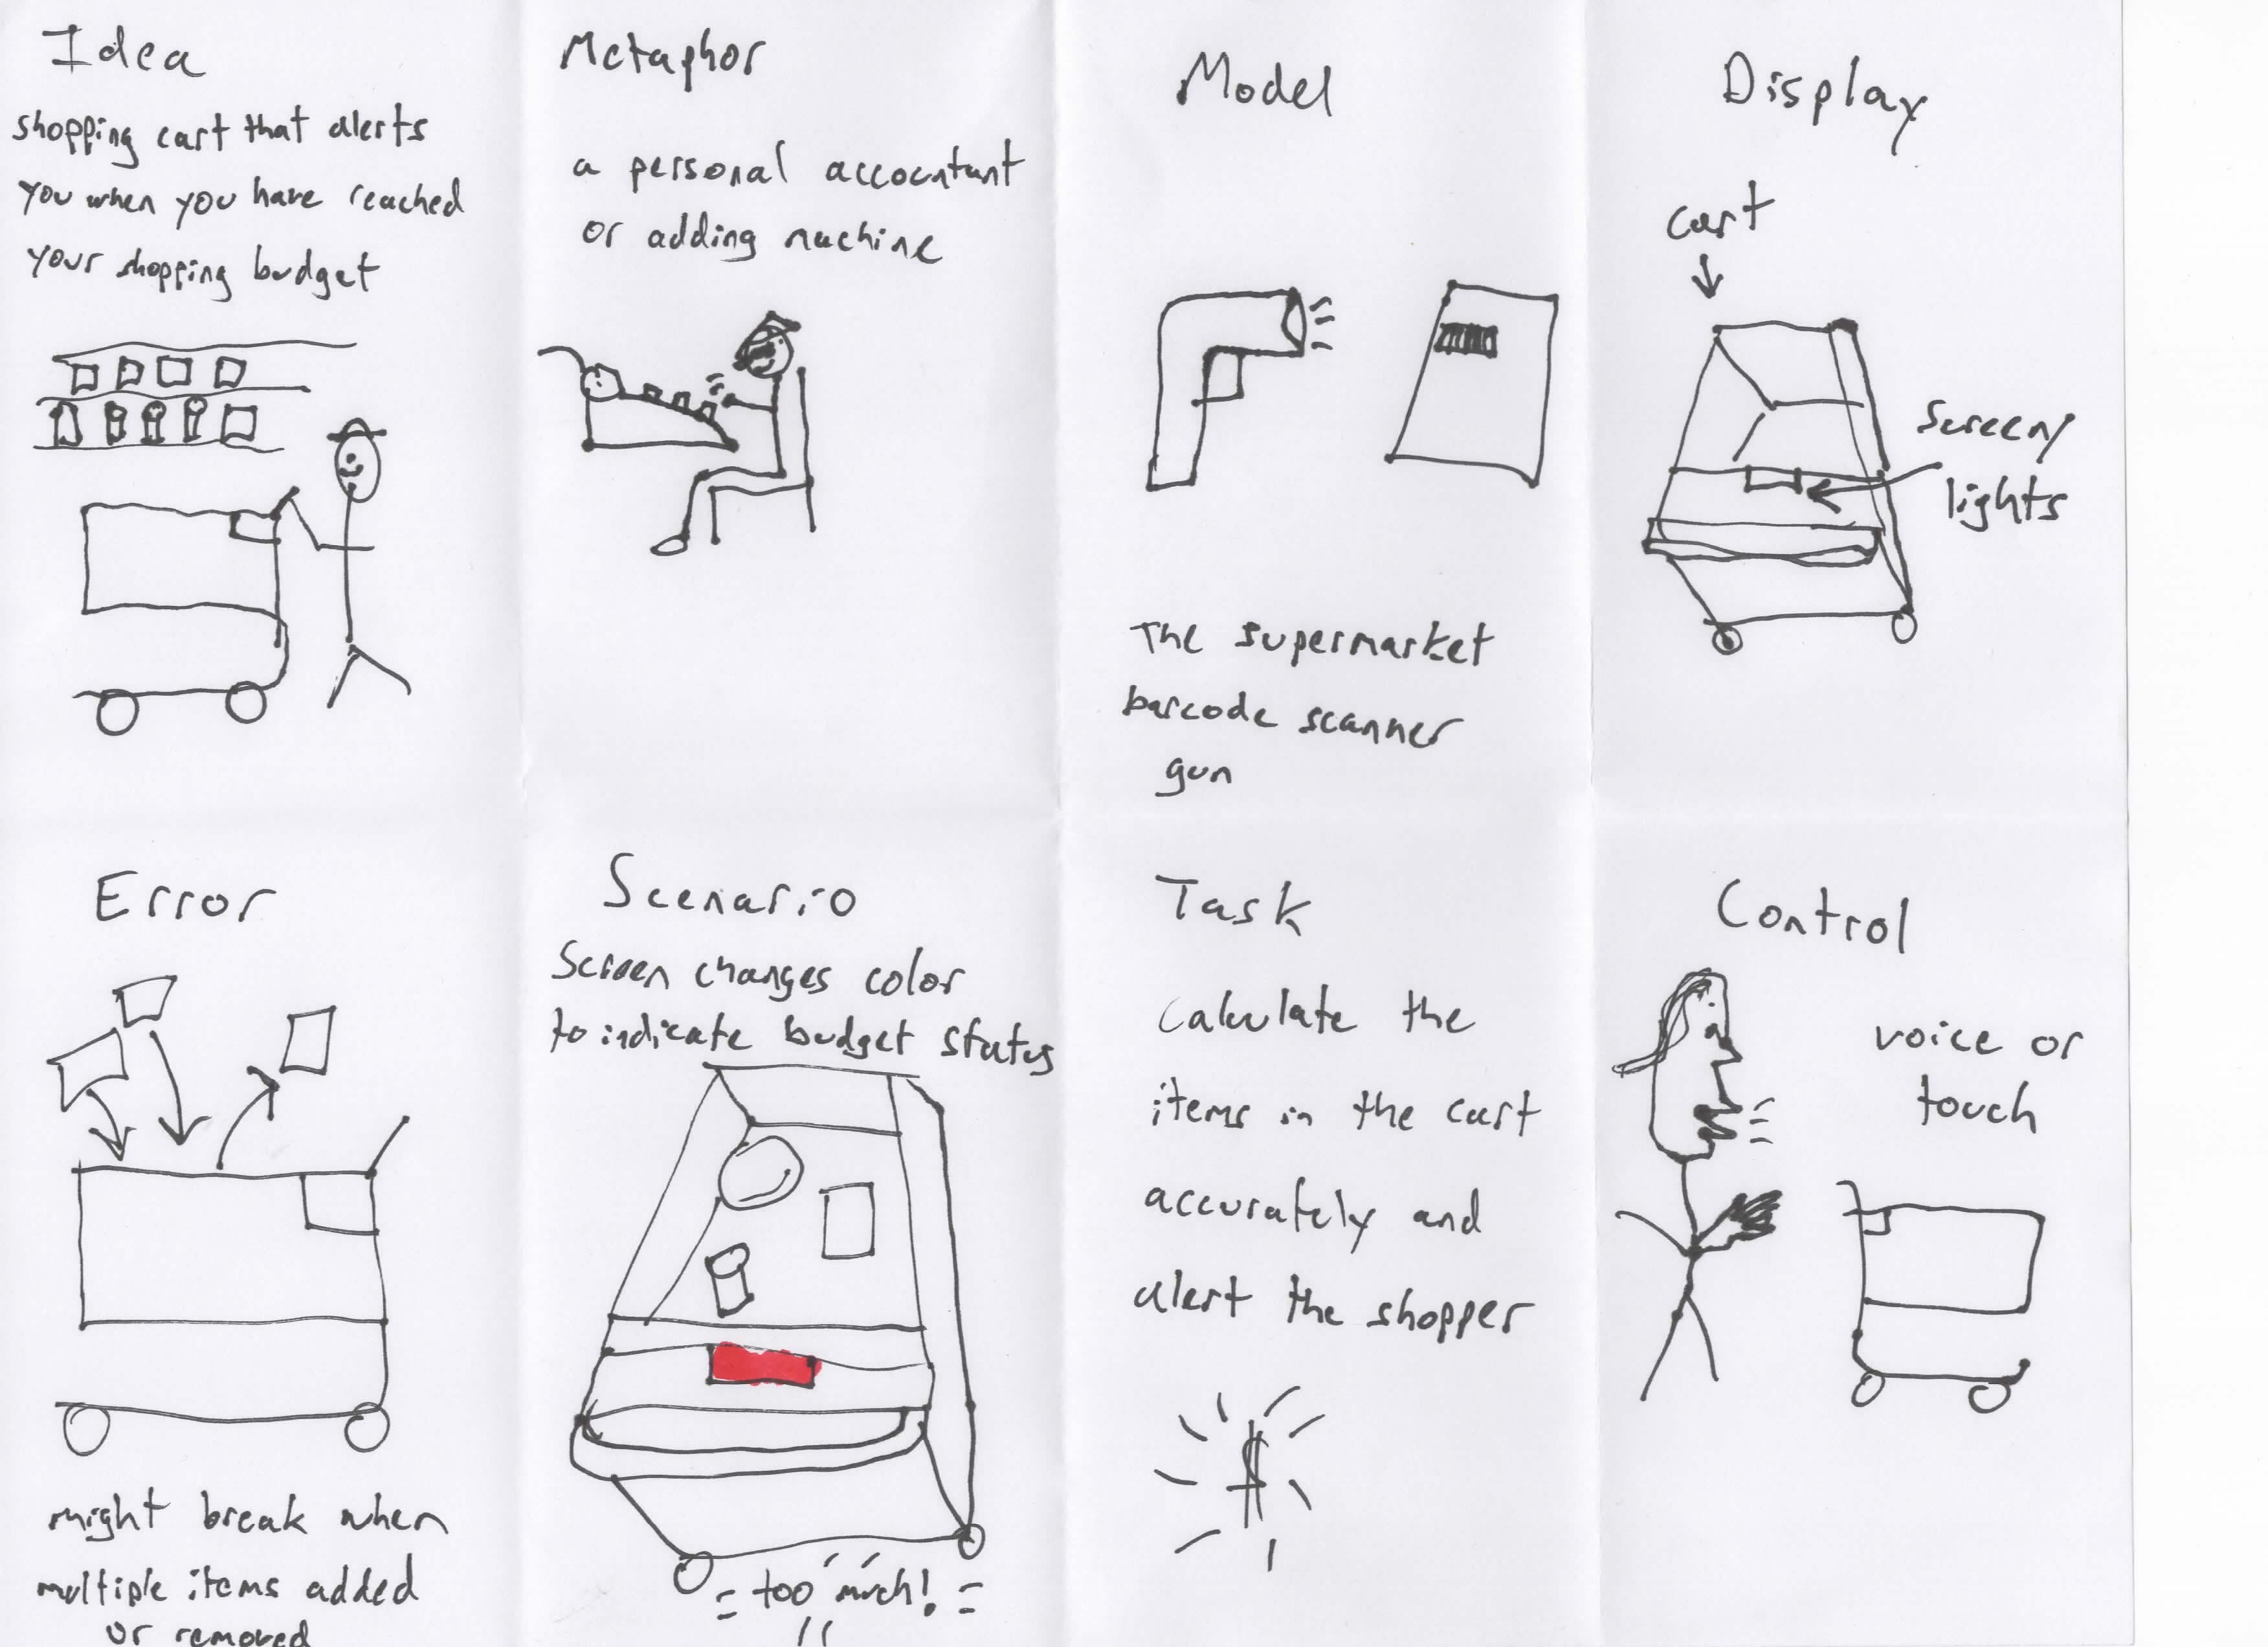 Idea
shopping cart that alerts
you when you have reached
your shopping budget
Metaphor
a personal accountant
or adding machine
Model
The supermarket
barcode scanner
gun
Display
cart
screen/
lights
Error
might break when
multiple items added
or removed
Scenario
Screen changes color
to indicate budget status
too much!
Task
Calculate the
items in the cart
accurately and
alert the shopper
$
Control
voice or
touch